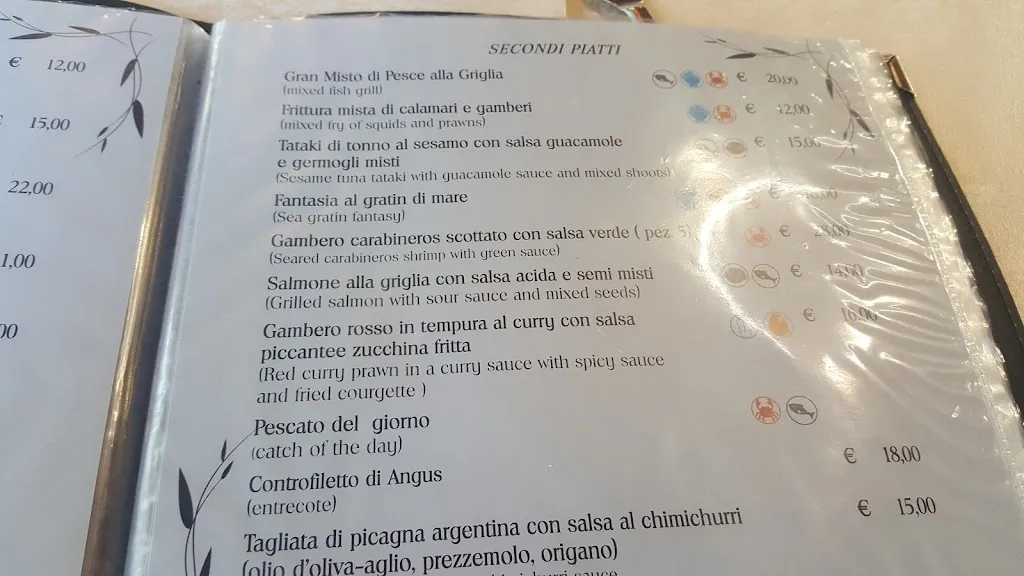 € 12,00
15,00
22,00
1,00
00
SECONDI PIATTI
Gran Misto di Pesce alla Griglia € 20,00
(mixed fish grill)
Frittura mista di calamari e gamberi € 12,00
(mixed fry of squids and prawns)
Tataki di tonno al sesamo con salsa guacamole € 15,00
e germogli misti
(Sesame tuna tataki with guacamole sauce and mixed shoots)
Fantasia al gratin di mare €
(Sea gratin fantasy)
Gambero carabineros scottato con salsa verde ( pez. 5) €
(Seared carabineros shrimp with green sauce)
Salmone alla griglia con salsa acida e semi misti € 14,00
(Grilled salmon with sour sauce and mixed seeds)
Gambero rosso in tempura al curry con salsa € 16,00
piccantee zucchina fritta
(Red curry prawn in a curry sauce with spicy sauce
and fried courgette )
Pescato del giorno
(catch of the day)
Controfiletto di Angus € 18,00
(entrecote)
Tagliata di picagna argentina con salsa al chimichurri € 15,00
(olio d'oliva-aglio, prezzemolo, origano)
sauce